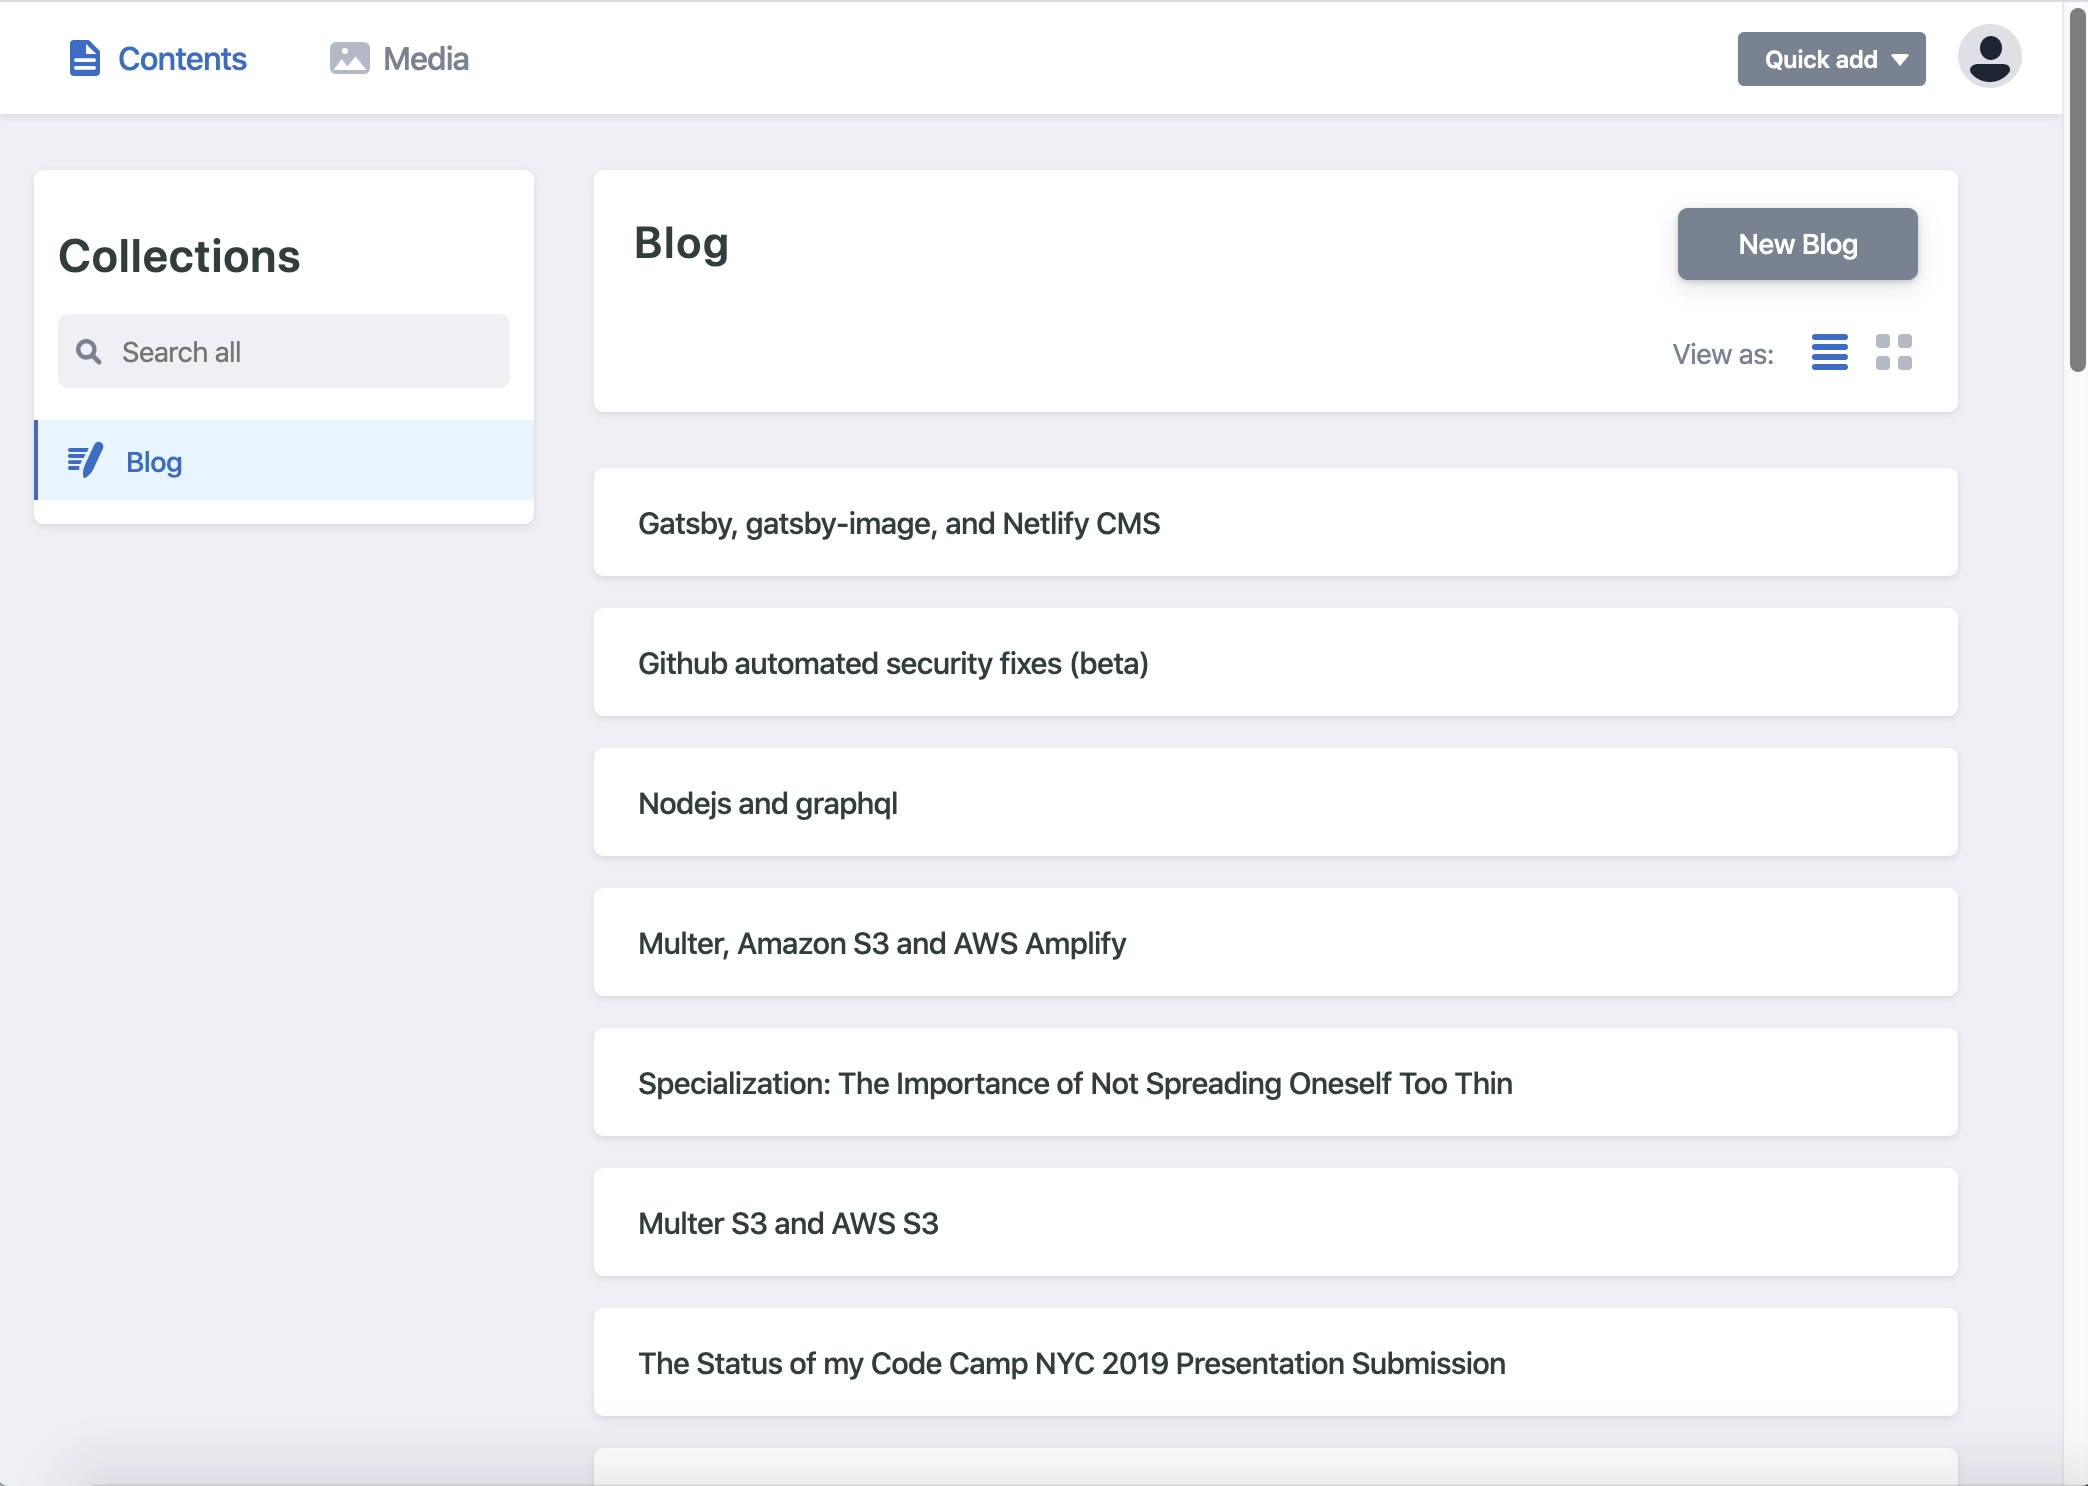 Contents
Media
Quick add
Collections
Search all
Blog
Blog
New Blog
View as:
Gatsby, gatsby-image, and Netlify CMS
Github automated security fixes (beta)
Nodejs and graphql
Multer, Amazon S3 and AWS Amplify
Specialization: The Importance of Not Spreading Oneself Too Thin
Multer S3 and AWS S3
The Status of my Code Camp NYC 2019 Presentation Submission